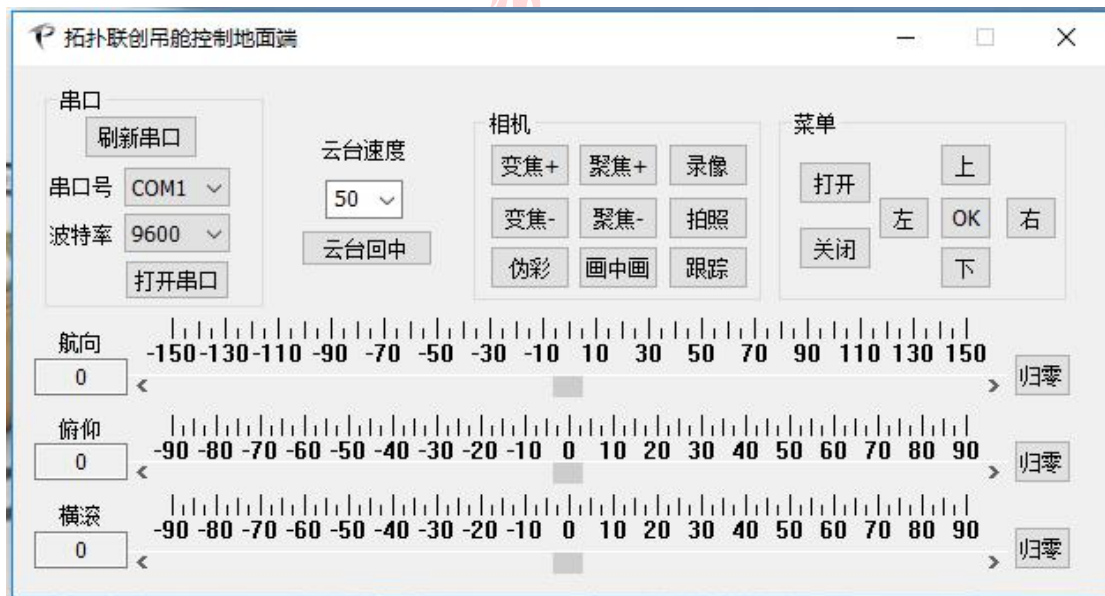 拓扑联创吊舱控制地面端
串口
刷新串口
串口号 COM1
波特率 9600
打开串口
云台速度
50
云台回中
相机
变焦+ 聚焦+ 录像
变焦- 聚焦- 拍照
伪彩 画中画 跟踪
菜单
打开
关闭
上
左 OK 右
下
航向
-150 -130 -110 -90 -70 -50 -30 -10 10 30 50 70 90 110 130 150
0
归零
俯仰
-90 -80 -70 -60 -50 -40 -30 -20 -10 0 10 20 30 40 50 60 70 80 90
0
归零
横滚
-90 -80 -70 -60 -50 -40 -30 -20 -10 0 10 20 30 40 50 60 70 80 90
0
归零